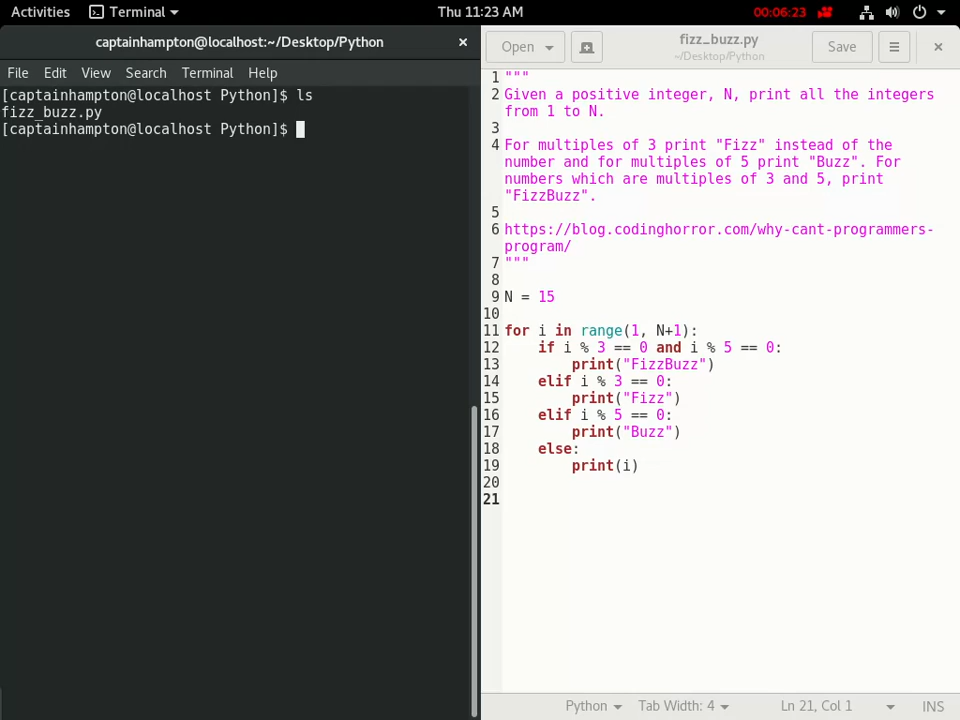 Activities Terminal Thu 11:23 AM 00:06:23
captainhampton@localhost:~/Desktop/Python
File Edit View Search Terminal Help
[captainhampton@localhost Python]$ ls
fizz_buzz.py
[captainhampton@localhost Python]$
Open fizz_buzz.py Save
~/Desktop/Python
1 """
2 Given a positive integer, N, print all the integers
from 1 to N.
3
4 For multiples of 3 print "Fizz" instead of the
number and for multiples of 5 print "Buzz". For
numbers which are multiples of 3 and 5, print
"FizzBuzz".
5
6 https://blog.codinghorror.com/why-cant-programmers-
program/
7 """
8
9 N = 15
10
11 for i in range(1, N+1):
12     if i % 3 == 0 and i % 5 == 0:
13         print("FizzBuzz")
14     elif i % 3 == 0:
15         print("Fizz")
16     elif i % 5 == 0:
17         print("Buzz")
18     else:
19         print(i)
20
21
Python Tab Width: 4 Ln 21, Col 1 INS